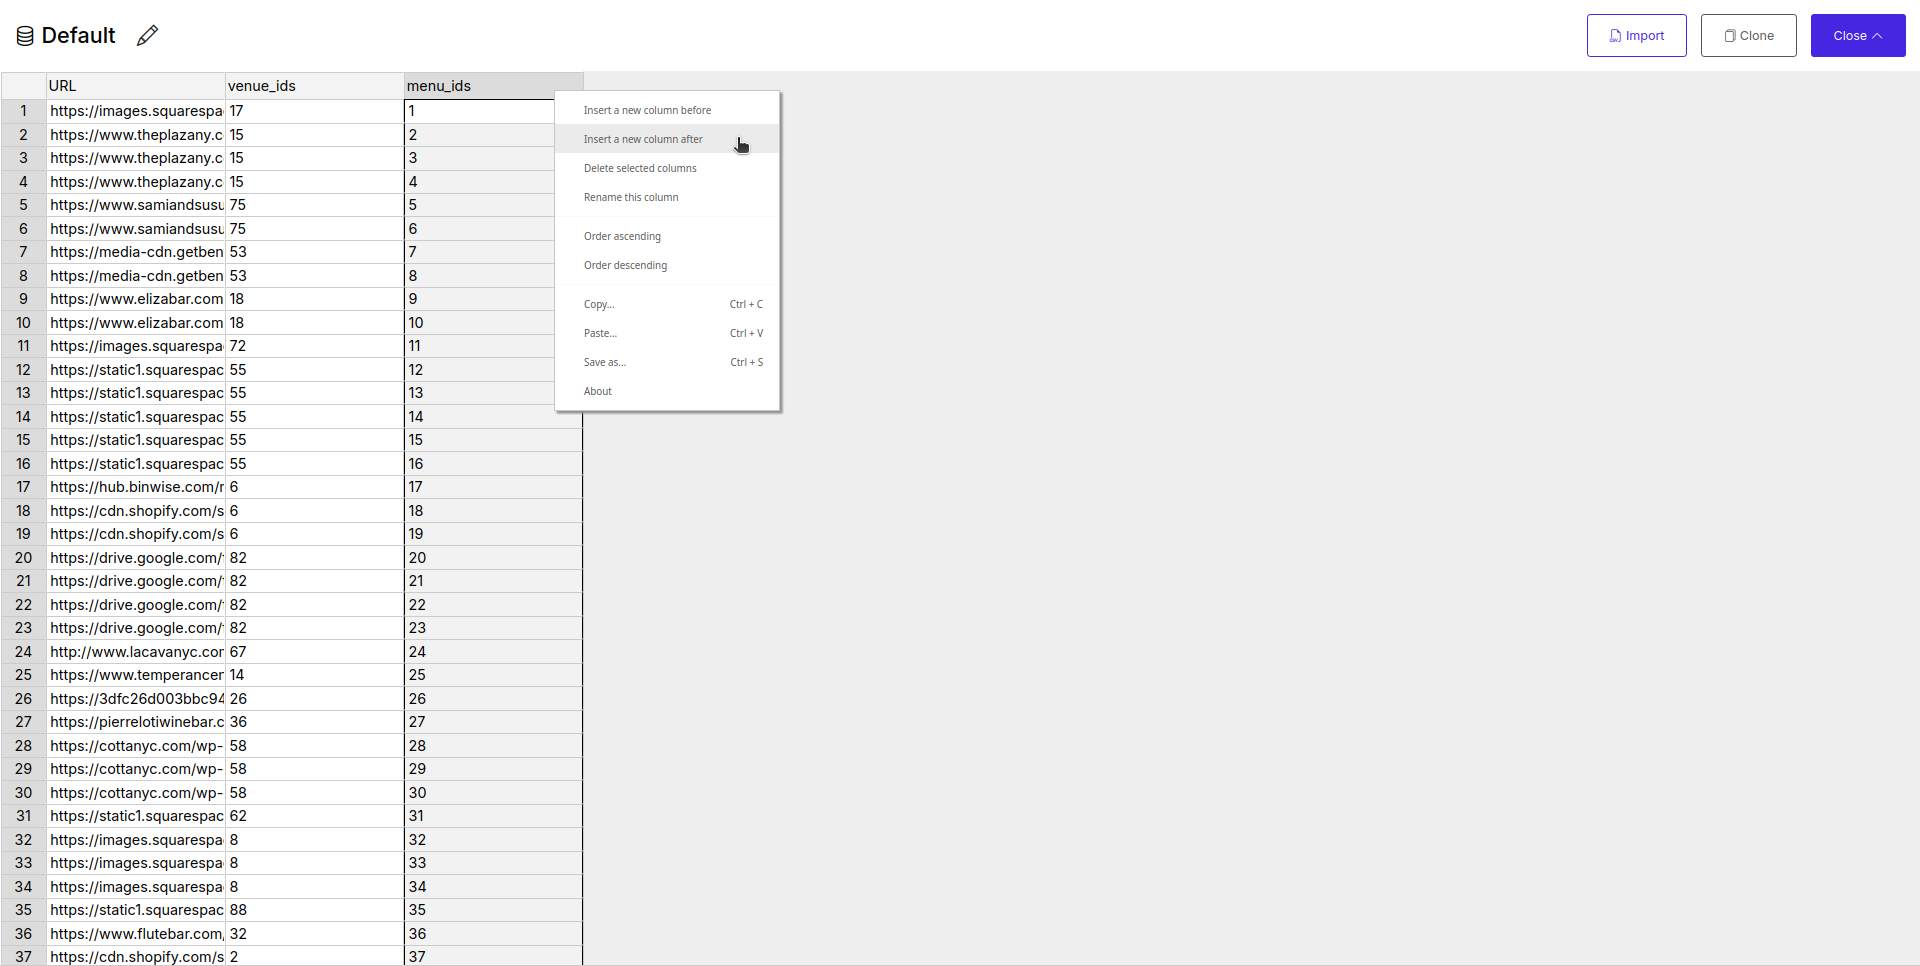 Default
Import
Clone
Close
URL venue_ids menu_ids
1 https://images.squarespa 17 1
2 https://www.theplazany.c 15 2
3 https://www.theplazany.c 15 3
4 https://www.theplazany.c 15 4
5 https://www.samiandsusu 75 5
6 https://www.samiandsusu 75 6
7 https://media-cdn.getben 53 7
8 https://media-cdn.getben 53 8
9 https://www.elizabar.com 18 9
10 https://www.elizabar.com 18 10
11 https://images.squarespa 72 11
12 https://static1.squarespac 55 12
13 https://static1.squarespac 55 13
14 https://static1.squarespac 55 14
15 https://static1.squarespac 55 15
16 https://static1.squarespac 55 16
17 https://hub.binwise.com/r 6 17
18 https://cdn.shopify.com/s 6 18
19 https://cdn.shopify.com/s 6 19
20 https://drive.google.com/ 82 20
21 https://drive.google.com/ 82 21
22 https://drive.google.com/ 82 22
23 https://drive.google.com/ 82 23
24 http://www.lacavanyc.cor 67 24
25 https://www.temperancer 14 25
26 https://3dfc26d003bbc94 26 26
27 https://pierrelotiwinebar.c 36 27
28 https://cottanyc.com/wp- 58 28
29 https://cottanyc.com/wp- 58 29
30 https://cottanyc.com/wp- 58 30
31 https://static1.squarespac 62 31
32 https://images.squarespa 8 32
33 https://images.squarespa 8 33
34 https://images.squarespa 8 34
35 https://static1.squarespac 88 35
36 https://www.flutebar.com, 32 36
37 https://cdn.shopify.com/s 2 37
Insert a new column before
Insert a new column after
Delete selected columns
Rename this column
Order ascending
Order descending
Copy... Ctrl + C
Paste... Ctrl + V
Save as... Ctrl + S
About